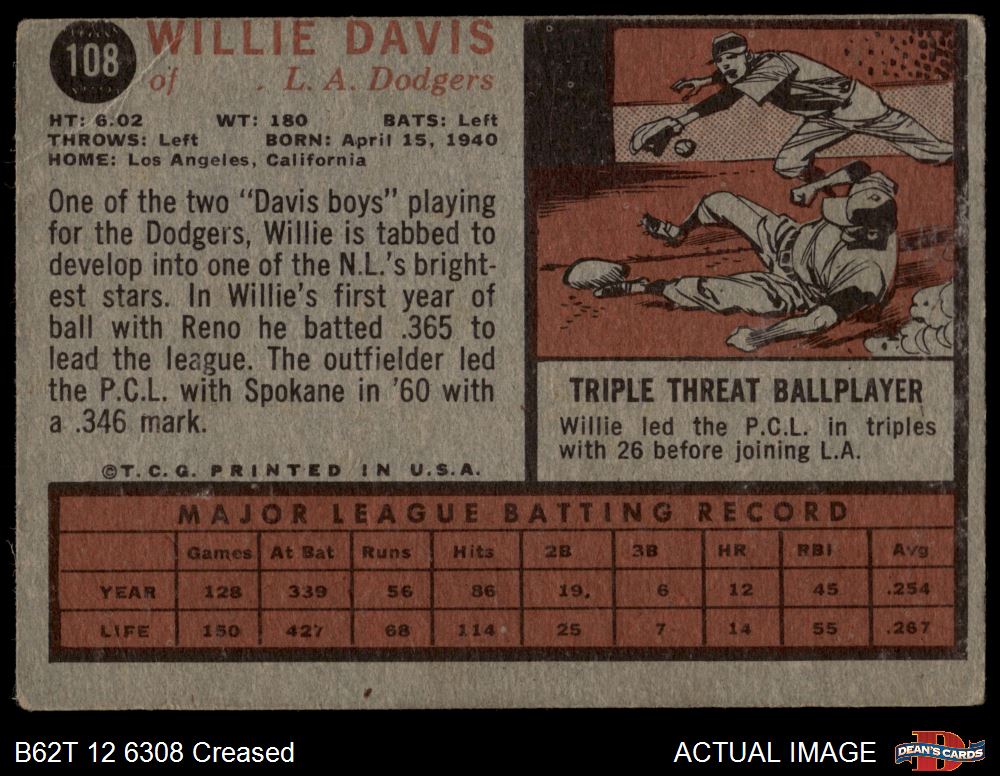 108
WILLIE DAVIS
of L. A. Dodgers
HT: 6.02 WT: 180 BATS: Left
THROWS: Left BORN: April 15, 1940
HOME: Los Angeles, California
One of the two "Davis boys" playing
for the Dodgers, Willie is tabbed to
develop into one of the N.L.'s bright-
est stars. In Willie's first year of
ball with Reno he batted .365 to
lead the league. The outfielder led
the P.C.L. with Spokane in '60 with
a .346 mark.
©T.C.G. PRINTED IN U.S.A.
TRIPLE THREAT BALLPLAYER
Willie led the P.C.L. in triples
with 26 before joining L.A.
MAJOR LEAGUE BATTING RECORD
Games At Bat Runs Hits 2B 3B HR RBI Avg
YEAR 128 339 56 86 19. 6 12 45 .254
LIFE 150 427 68 114 25 7 14 55 .267
B62T 12 6308 Creased
ACTUAL IMAGE
DEAN'S CARDS